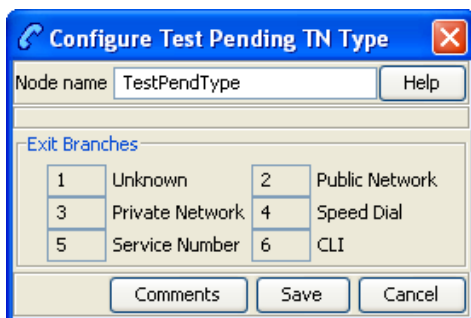 Configure Test Pending TN Type
Node name TestPendType Help
Exit Branches
1 Unknown 2 Public Network
3 Private Network 4 Speed Dial
5 Service Number 6 CLI
Comments Save Cancel